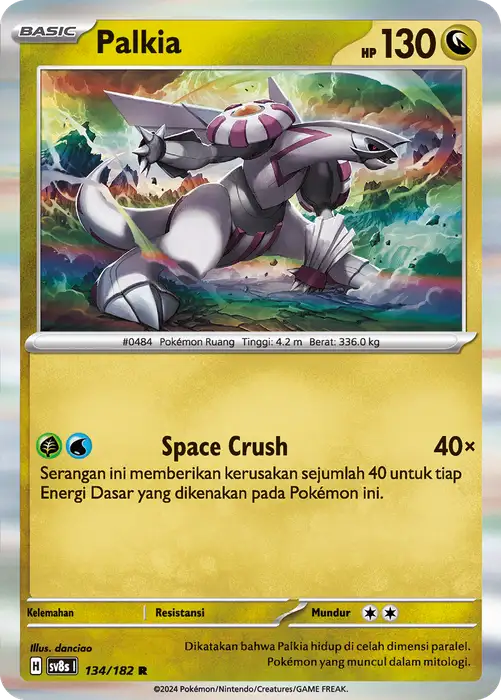 BASIC Palkia HP 130
#0484 Pokémon Ruang Tinggi: 4.2 m Berat: 336.0 kg
Space Crush 40×
Serangan ini memberikan kerusakan sejumlah 40 untuk tiap
Energi Dasar yang dikenakan pada Pokémon ini.
Kelemahan Resistansi Mundur
Illus. danciao
Dikatakan bahwa Palkia hidup di celah dimensi paralel.
Pokémon yang muncul dalam mitologi.
H sv8s I 134/182 R
©2024 Pokémon/Nintendo/Creatures/GAME FREAK.